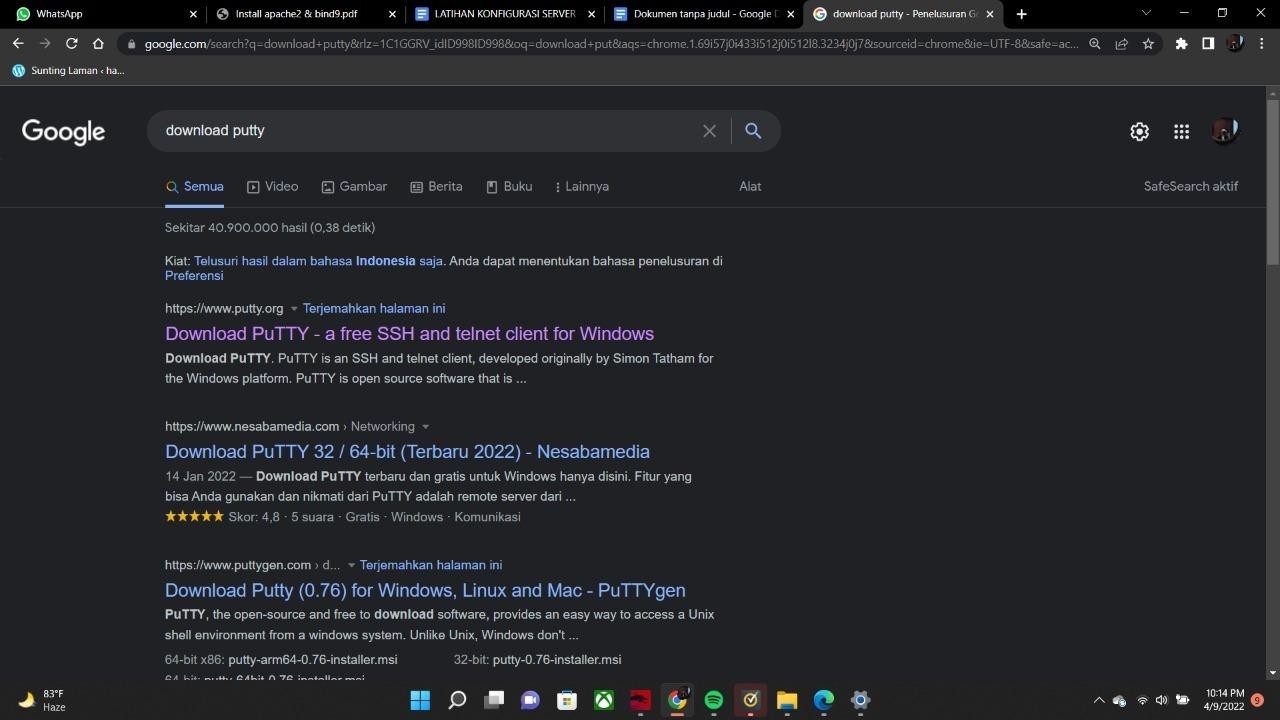 WhatsApp
Install apache2 & bind9.pdf
LATIHAN KONFIGURASI SERVER
Dokumen tanpa judul - Google D
download putty - Penelusuran Go
google.com/search?q=download+putty&rlz=1C1GGRV_idID998ID998&oq=download+put&aqs=chrome.1.69i57j0i433i512j0i512l8.3234j0j7&sourceid=chrome&ie=UTF-8&safe=ac...
Sunting Laman ‹ ha...
Google
download putty
Semua
Video
Gambar
Berita
Buku
Lainnya
Alat
SafeSearch aktif
Sekitar 40.900.000 hasil (0,38 detik)
Kiat: Telusuri hasil dalam bahasa Indonesia saja. Anda dapat menentukan bahasa penelusuran di
Preferensi
https://www.putty.org Terjemahkan halaman ini
Download PuTTY - a free SSH and telnet client for Windows
Download PuTTY. PuTTY is an SSH and telnet client, developed originally by Simon Tatham for
the Windows platform. PuTTY is open source software that is ...
https://www.nesabamedia.com › Networking
Download PuTTY 32 / 64-bit (Terbaru 2022) - Nesabamedia
14 Jan 2022 — Download PuTTY terbaru dan gratis untuk Windows hanya disini. Fitur yang
bisa Anda gunakan dan nikmati dari PuTTY adalah remote server dari ...
★★★★★ Skor: 4,8 · 5 suara · Gratis · Windows · Komunikasi
https://www.puttygen.com › d... Terjemahkan halaman ini
Download Putty (0.76) for Windows, Linux and Mac - PuTTYgen
PuTTY, the open-source and free to download software, provides an easy way to access a Unix
shell environment from a windows system. Unlike Unix, Windows don't ...
64-bit x86: putty-arm64-0.76-installer.msi
32-bit: putty-0.76-installer.msi
64-bit: putty-64bit-0.76-installer.msi
83°F
Haze
10:14 PM
4/9/2022
9